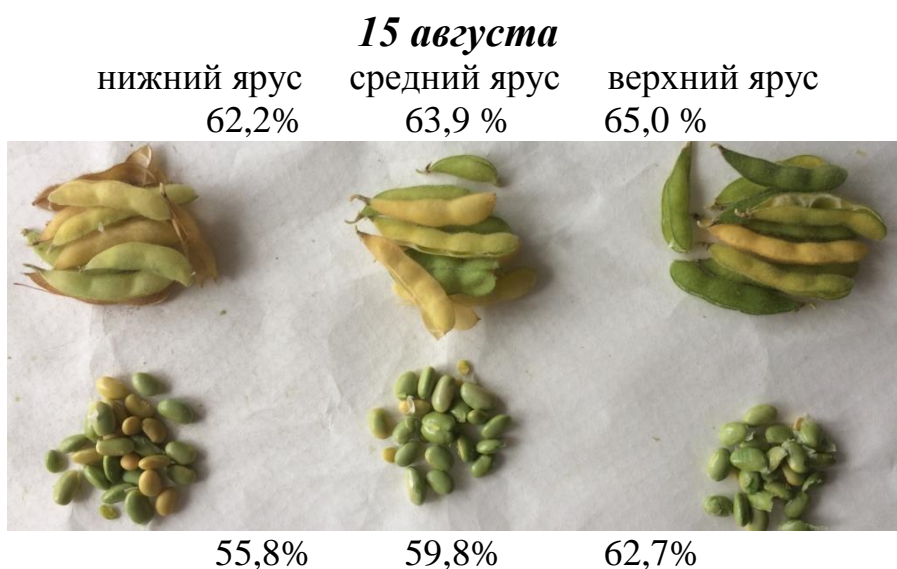 15 августа
нижний ярус средний ярус верхний ярус
62,2% 63,9 % 65,0 %
55,8% 59,8% 62,7%